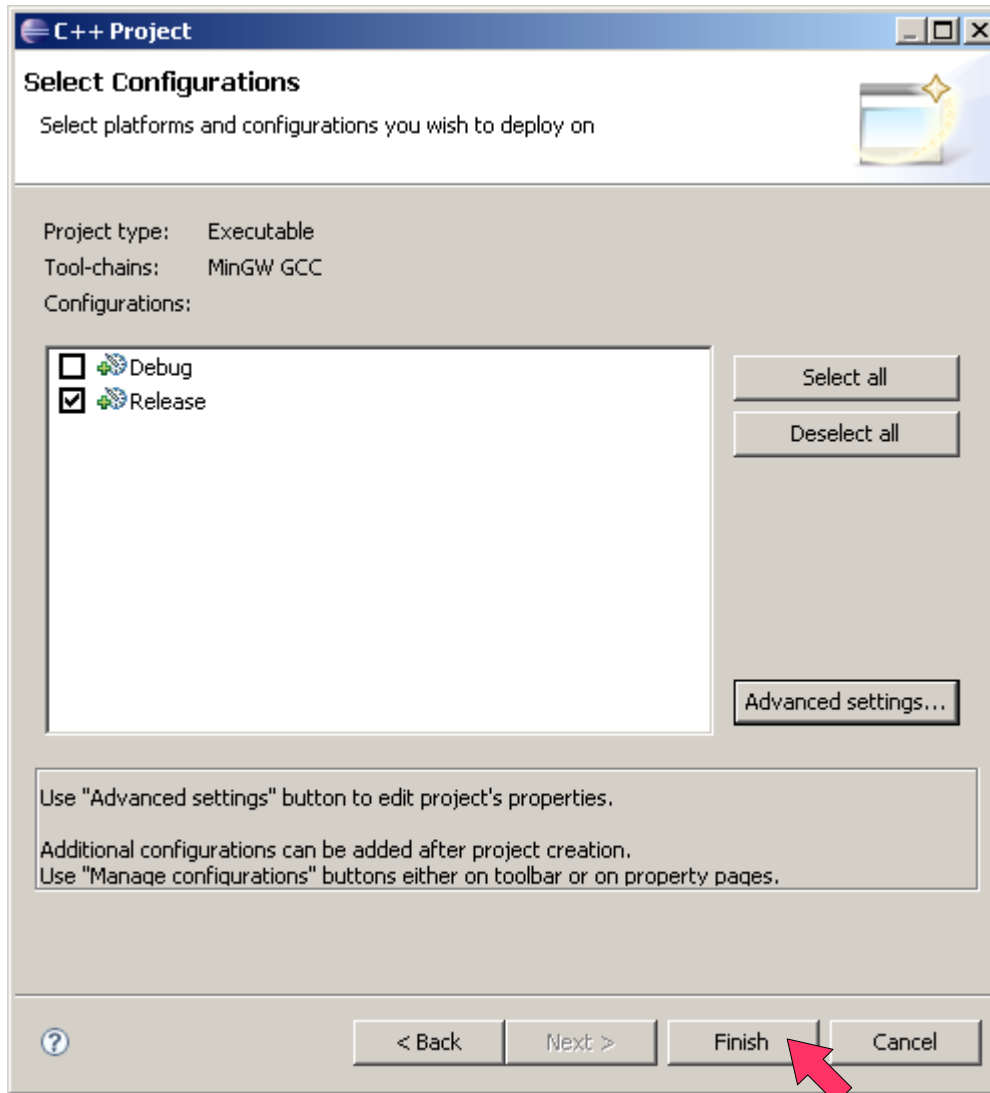 C++ Project
Select Configurations
Select platforms and configurations you wish to deploy on
Project type: Executable
Tool-chains: MinGW GCC
Configurations:
Debug
Release
Select all
Deselect all
Advanced settings...
Use "Advanced settings" button to edit project's properties.
Additional configurations can be added after project creation.
Use "Manage configurations" buttons either on toolbar or on property pages.
? < Back Next > Finish Cancel